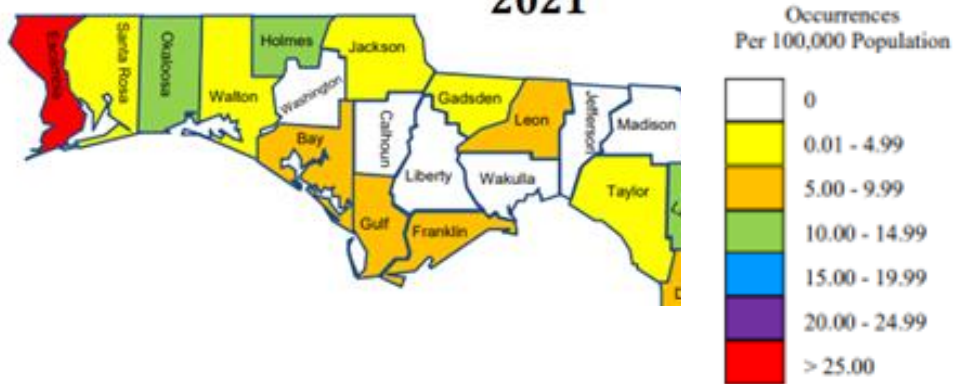 2021
Escambia
Santa Rosa
Okaloosa
Walton
Holmes
Washington
Jackson
Bay
Calhoun
Gulf
Gadsden
Liberty
Franklin
Leon
Wakulla
Jefferson
Madison
Taylor
Occurrences
Per 100,000 Population
0
0.01 - 4.99
5.00 - 9.99
10.00 - 14.99
15.00 - 19.99
20.00 - 24.99
> 25.00